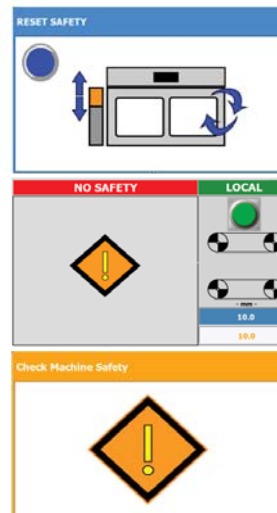 RESET SAFETY
NO SAFETY
LOCAL
- mm -
10.0
10.0
Check Machine Safety